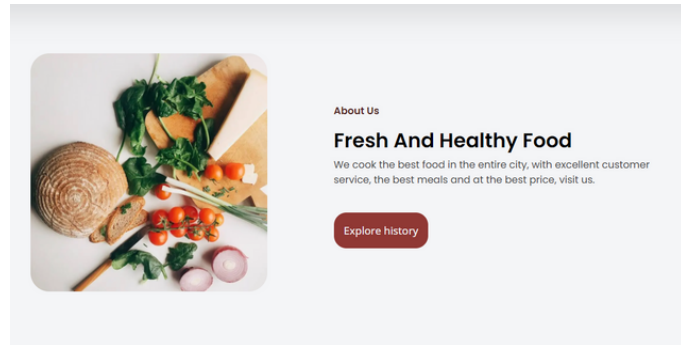 About Us
Fresh And Healthy Food
We cook the best food in the entire city, with excellent customer
service, the best meals and at the best price, visit us.
Explore history